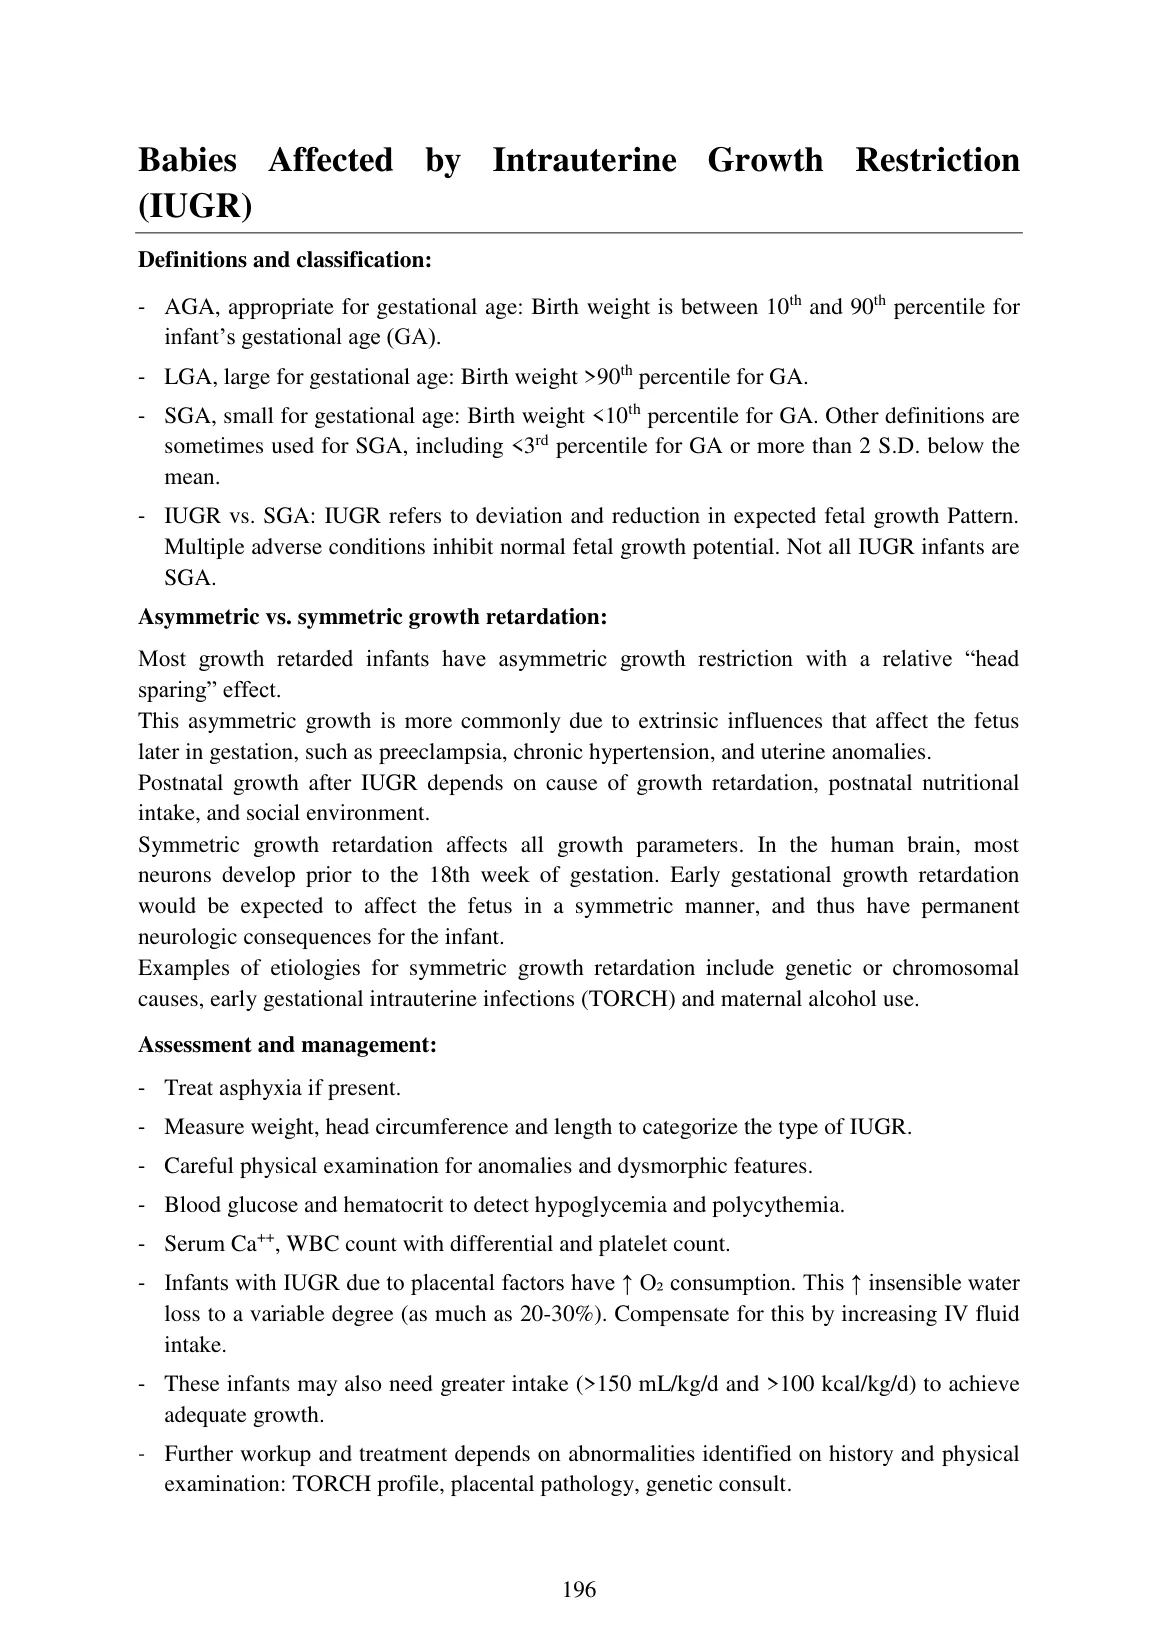 Babies Affected by Intrauterine Growth Restriction
(IUGR)
Definitions and classification:
- AGA, appropriate for gestational age: Birth weight is between 10th and 90th percentile for
infant’s gestational age (GA).
- LGA, large for gestational age: Birth weight >90th percentile for GA.
- SGA, small for gestational age: Birth weight <10th percentile for GA. Other definitions are
sometimes used for SGA, including <3rd percentile for GA or more than 2 S.D. below the
mean.
- IUGR vs. SGA: IUGR refers to deviation and reduction in expected fetal growth Pattern.
Multiple adverse conditions inhibit normal fetal growth potential. Not all IUGR infants are
SGA.
Asymmetric vs. symmetric growth retardation:
Most growth retarded infants have asymmetric growth restriction with a relative “head
sparing” effect.
This asymmetric growth is more commonly due to extrinsic influences that affect the fetus
later in gestation, such as preeclampsia, chronic hypertension, and uterine anomalies.
Postnatal growth after IUGR depends on cause of growth retardation, postnatal nutritional
intake, and social environment.
Symmetric growth retardation affects all growth parameters. In the human brain, most
neurons develop prior to the 18th week of gestation. Early gestational growth retardation
would be expected to affect the fetus in a symmetric manner, and thus have permanent
neurologic consequences for the infant.
Examples of etiologies for symmetric growth retardation include genetic or chromosomal
causes, early gestational intrauterine infections (TORCH) and maternal alcohol use.
Assessment and management:
- Treat asphyxia if present.
- Measure weight, head circumference and length to categorize the type of IUGR.
- Careful physical examination for anomalies and dysmorphic features.
- Blood glucose and hematocrit to detect hypoglycemia and polycythemia.
- Serum Ca++, WBC count with differential and platelet count.
- Infants with IUGR due to placental factors have ↑ O₂ consumption. This ↑ insensible water
loss to a variable degree (as much as 20-30%). Compensate for this by increasing IV fluid
intake.
- These infants may also need greater intake (>150 mL/kg/d and >100 kcal/kg/d) to achieve
adequate growth.
- Further workup and treatment depends on abnormalities identified on history and physical
examination: TORCH profile, placental pathology, genetic consult.
196